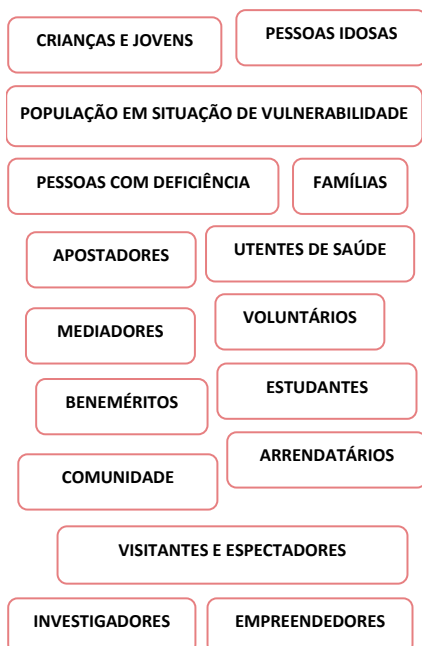 CRIANÇAS E JOVENS
PESSOAS IDOSAS
POPULAÇÃO EM SITUAÇÃO DE VULNERABILIDADE
PESSOAS COM DEFICIÊNCIA
FAMÍLIAS
APOSTADORES
UTENTES DE SAÚDE
MEDIADORES
VOLUNTÁRIOS
BENEMÉRITOS
ESTUDANTES
COMUNIDADE
ARRENDATÁRIOS
VISITANTES E ESPECTADORES
INVESTIGADORES
EMPREENDEDORES